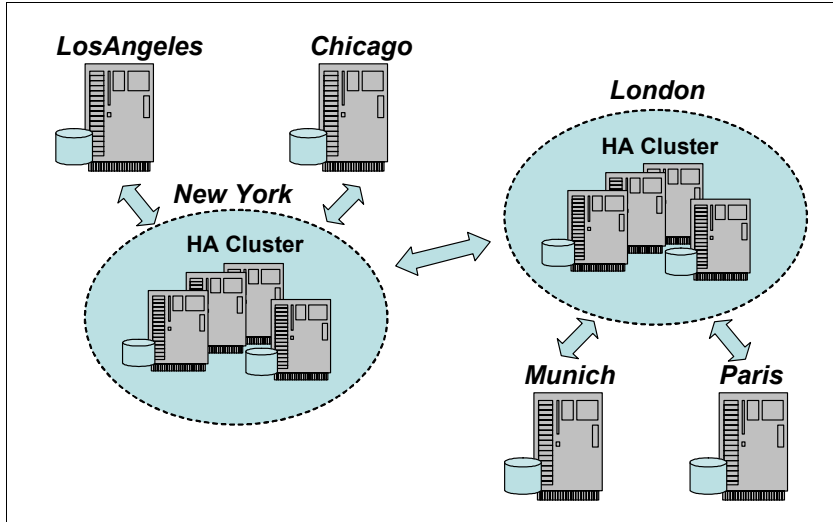 LosAngeles
Chicago
London
HA Cluster
New York
HA Cluster
Munich
Paris